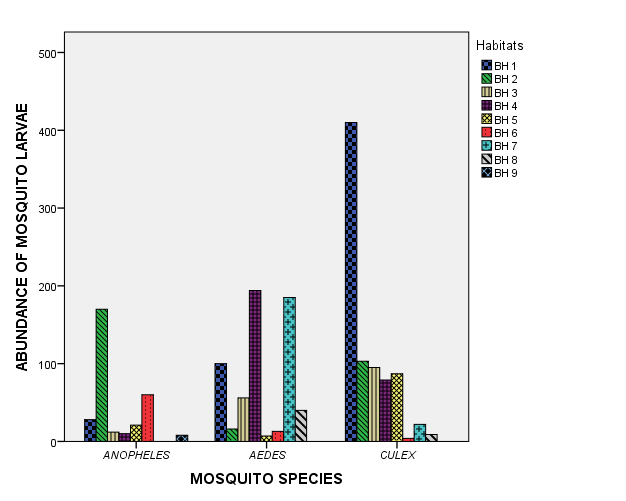 Habitats
BH 1
BH 2
BH 3
BH 4
BH 5
BH 6
BH 7
BH 8
BH 9
ABUNDANCE OF MOSQUITO LARVAE
500
400
300
200
100
0
ANOPHELES AEDES CULEX
MOSQUITO SPECIES